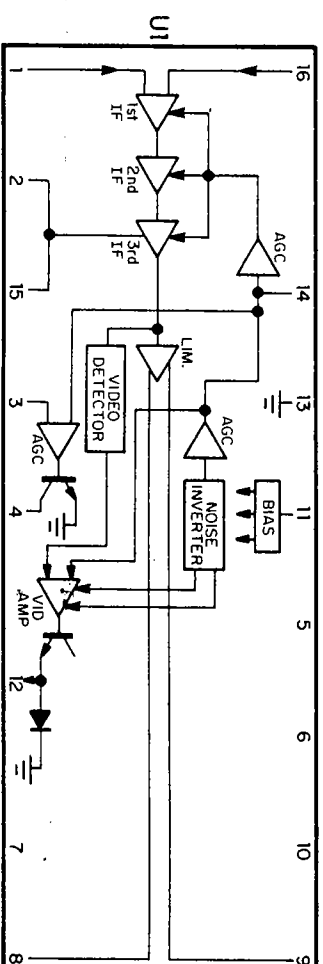 U1
16
14
13
11
5
6
10
9
AGC
BIAS
AGC
NOISE
INVERTER
1st
IF
2nd
IF
3rd
IF
LIM.
VIDEO
DETECTOR
AGC
VID
AMP
1
2
15
3
4
12
7
8